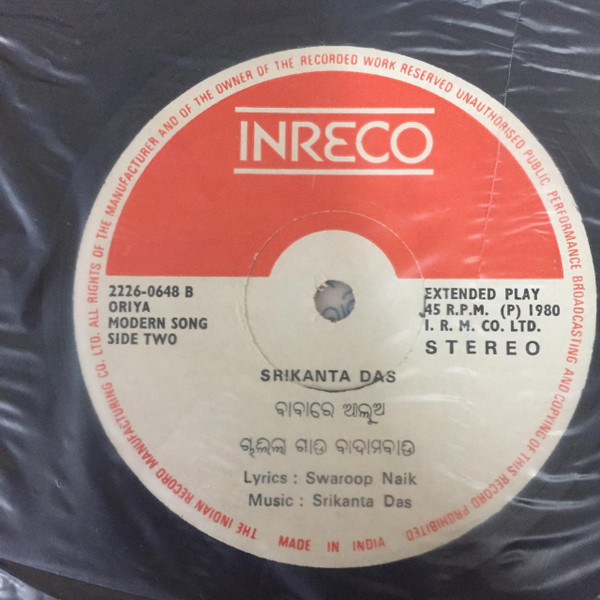 THE INDIAN RECORD MANUFACTURING CO. LTD. ALL RIGHTS OF THE MANUFACTURER AND OF THE OWNER OF THE RECORDED WORK RESERVED UNAUTHORISED PUBLIC PERFORMANCE BROADCASTING AND COPYING OF THIS RECORD PROHIBITED
INRECO
2226-0648 B
ORIYA
MODERN SONG
SIDE TWO
EXTENDED PLAY
45 R.P.M. (P) 1980
I. R. M. CO. LTD.
STEREO
SRIKANTA DAS
ବାବାରେ ଆଲୁଅ
ଗାଡି ବାଦାମବାଡି
Lyrics : Swaroop Naik
Music : Srikanta Das
MADE IN INDIA